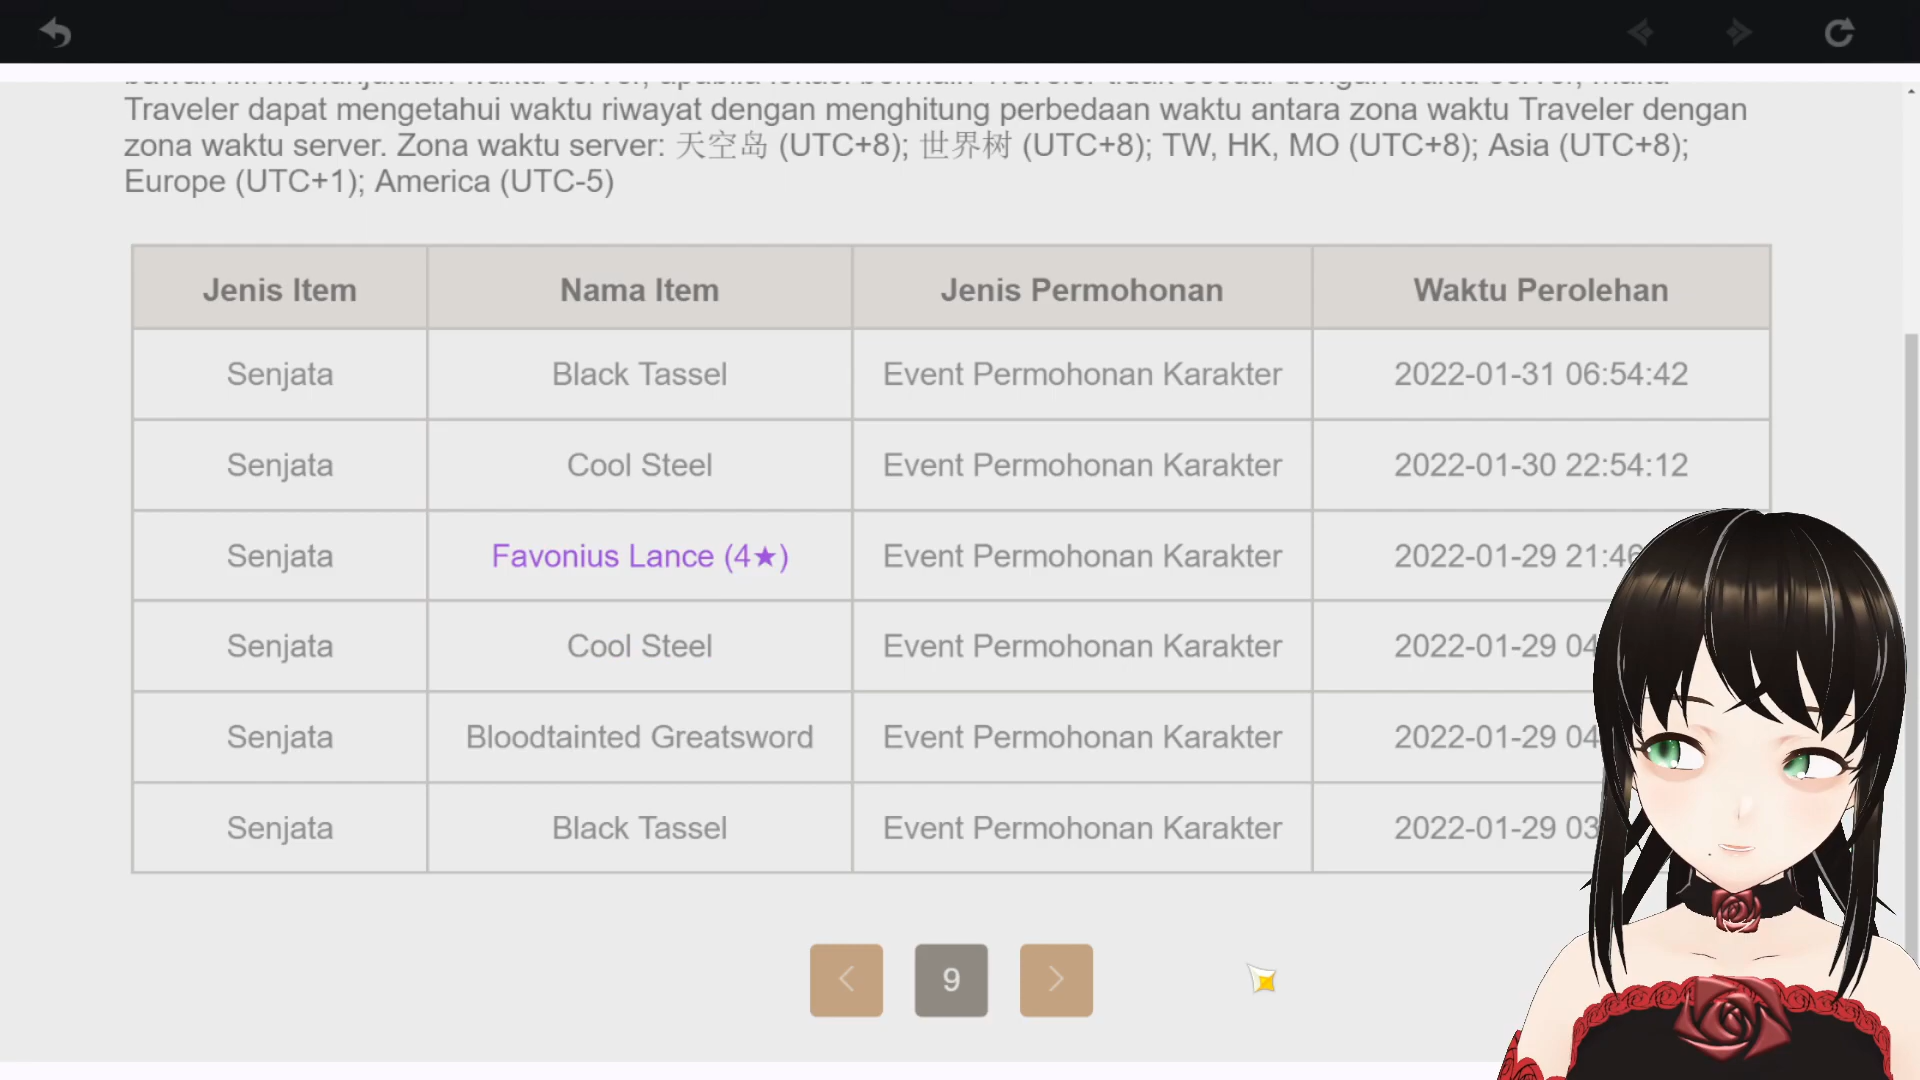 Traveler dapat mengetahui waktu riwayat dengan menghitung perbedaan waktu antara zona waktu Traveler dengan
zona waktu server. Zona waktu server: 天空岛 (UTC+8); 世界树 (UTC+8); TW, HK, MO (UTC+8); Asia (UTC+8);
Europe (UTC+1); America (UTC-5)
Jenis Item Nama Item Jenis Permohonan Waktu Perolehan
Senjata Black Tassel Event Permohonan Karakter 2022-01-31 06:54:42
Senjata Cool Steel Event Permohonan Karakter 2022-01-30 22:54:12
Senjata Favonius Lance (4★) Event Permohonan Karakter 2022-01-29 21:46
Senjata Cool Steel Event Permohonan Karakter 2022-01-29 04
Senjata Bloodtainted Greatsword Event Permohonan Karakter 2022-01-29 04
Senjata Black Tassel Event Permohonan Karakter 2022-01-29 03
9